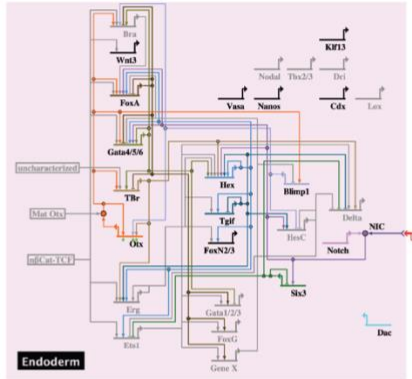 Bra
Klf13
Wnt3
Nodal Tbx2/3 Dri
FoxA
Vasa Nanos Cdx Lox
Gata4/5/6
uncharacterized
Hex
TBr
Blimp1
Mat Otx
Tgif
Delta
Otx
HesC
NIC
FoxN2/3
Notch
nβCat-TCF
Six3
Erg
Gata1/2/3
Dac
Ets1
FoxG
Endoderm
Gene X